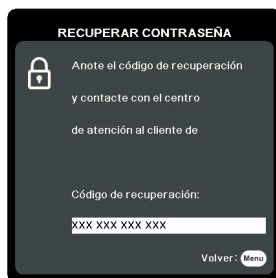 RECUPERAR CONTRASEÑA
Anote el código de recuperación
y contacte con el centro
de atención al cliente de
Código de recuperación:
XXX XXX XXX XXX
Volver: Menu